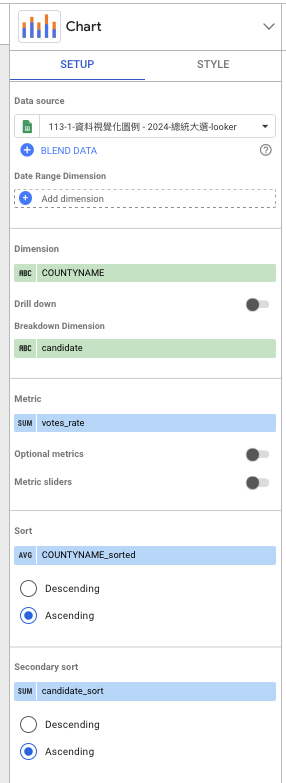 Chart
SETUP STYLE
Data source
113-1-資料視覺化圖例 - 2024-總統大選-looker
BLEND DATA
Date Range Dimension
Add dimension
Dimension
ABC COUNTYNAME
Drill down
Breakdown Dimension
ABC candidate
Metric
SUM votes_rate
Optional metrics
Metric sliders
Sort
AVG COUNTYNAME_sorted
Descending
Ascending
Secondary sort
SUM candidate_sort
Descending
Ascending